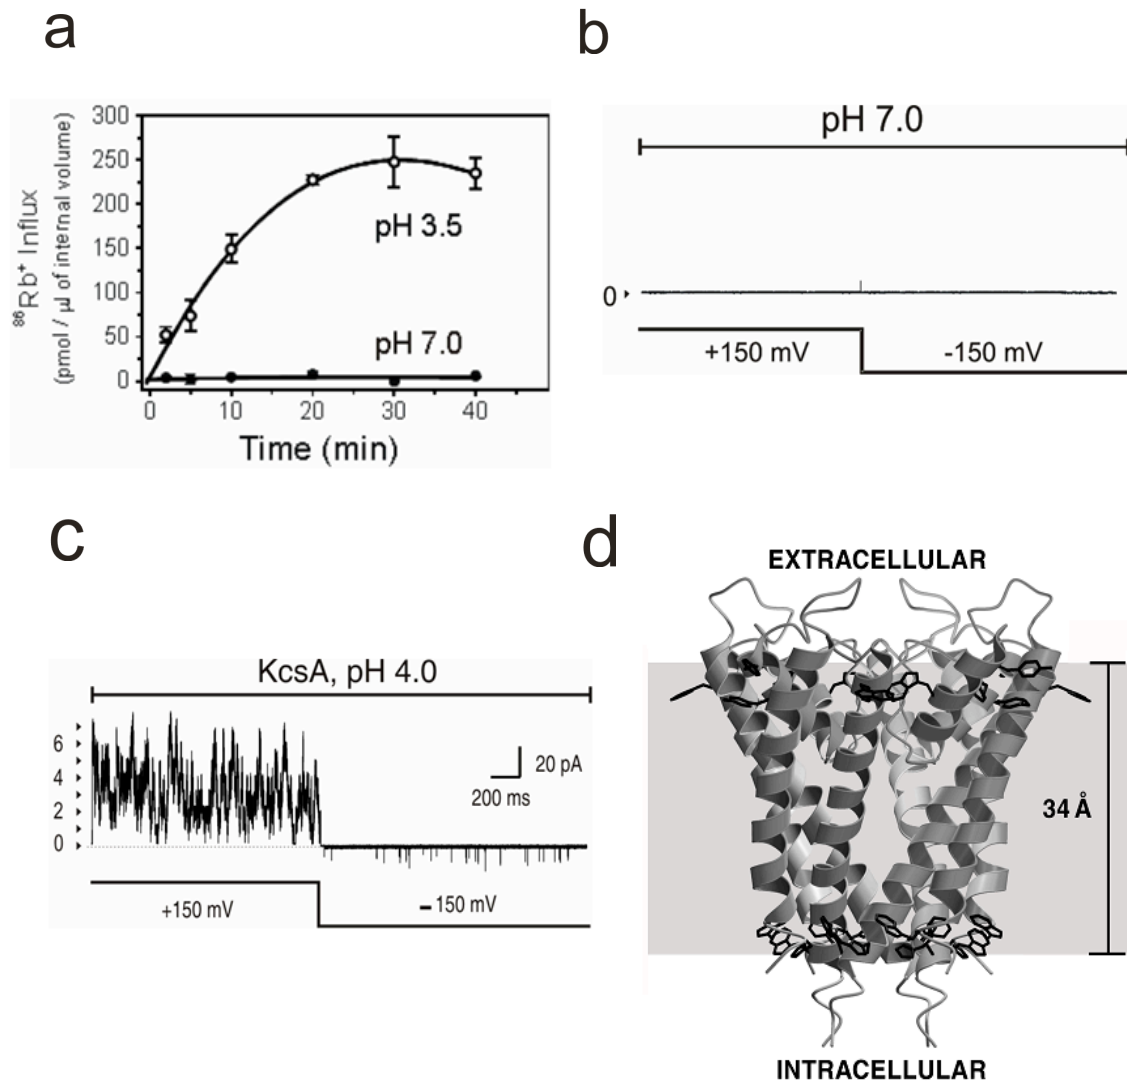 a
300
250
200
150
100
50
0
⁸⁶Rb⁺ Influx
(pmol / µl of internal volume)
pH 3.5
pH 7.0
0 10 20 30 40
Time (min)
b
pH 7.0
0
+150 mV
-150 mV
c
KcsA, pH 4.0
6
4
2
0
20 pA
200 ms
+150 mV
-150 mV
d
EXTRACELLULAR
34 Å
INTRACELLULAR